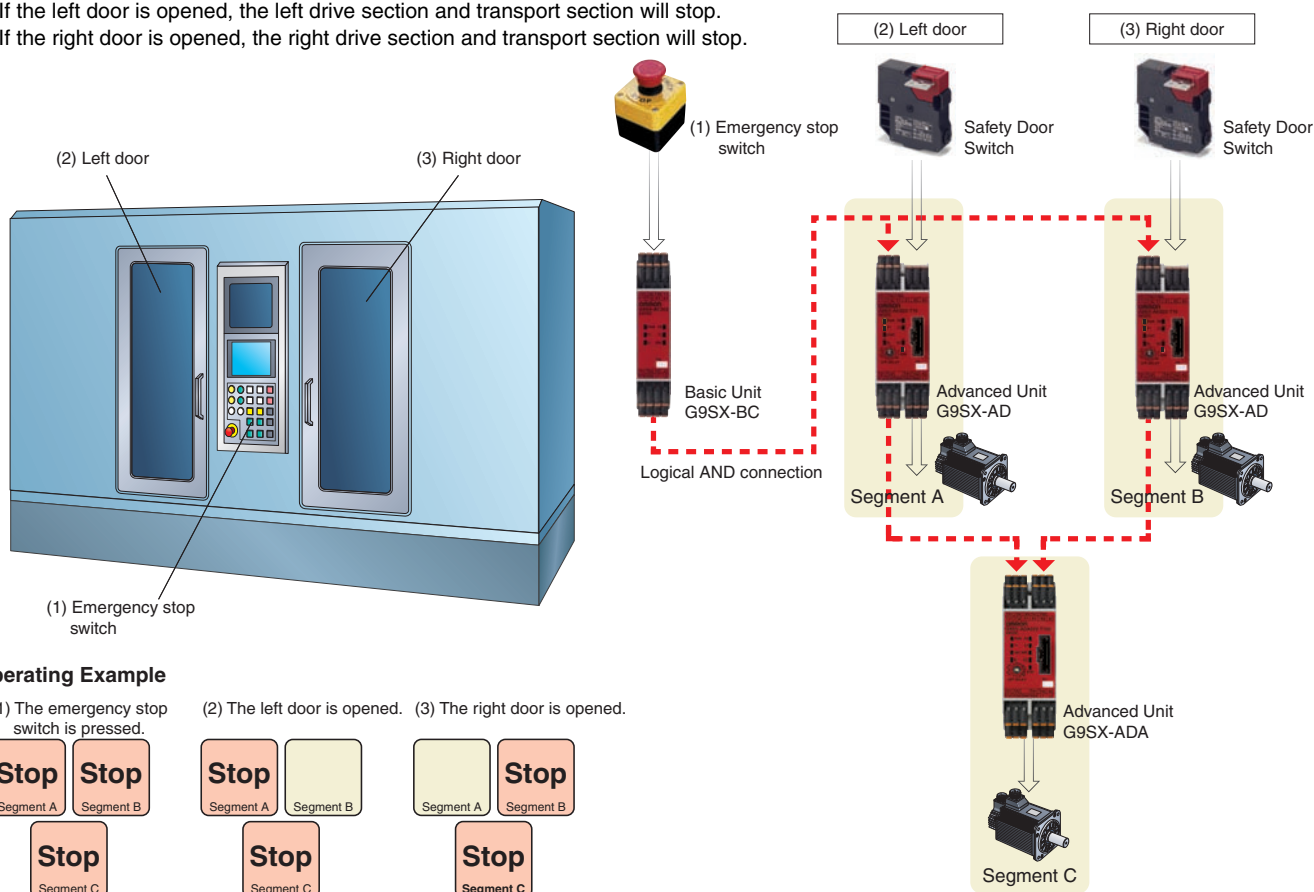 If the left door is opened, the left drive section and transport section will stop.
If the right door is opened, the right drive section and transport section will stop.
(2) Left door
(3) Right door
(1) Emergency stop
switch
Safety Door
Switch
Safety Door
Switch
(2) Left door
(3) Right door
Basic Unit
G9SX-BC
Advanced Unit
G9SX-AD
Advanced Unit
G9SX-AD
Logical AND connection
Segment A
Segment B
(1) Emergency stop
switch
Advanced Unit
G9SX-ADA
Segment C
perating Example
1) The emergency stop
switch is pressed.
(2) The left door is opened.
(3) The right door is opened.
Stop
Segment A
Stop
Segment B
Stop
Segment C
Stop
Segment A
Segment B
Stop
Segment C
Segment A
Stop
Segment B
Stop
Segment C